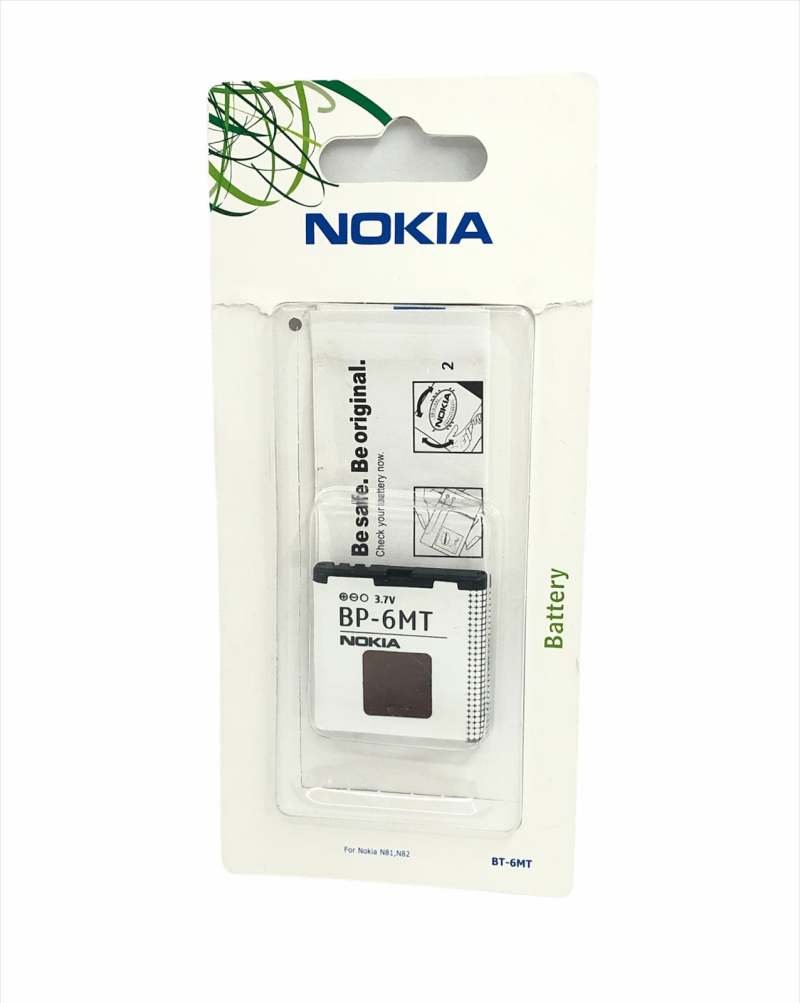 NOKIA
Be safe. Be original.
Check your battery now.
2
NOKIA
3.7V
BP-6MT
NOKIA
Battery
For Nokia N81,N82
BT-6MT